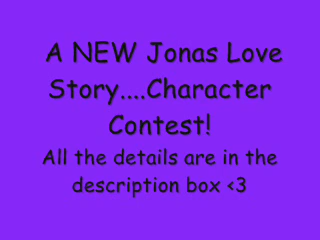 A NEW Jonas Love
Story....Character
Contest!
All the details are in the
description box <3